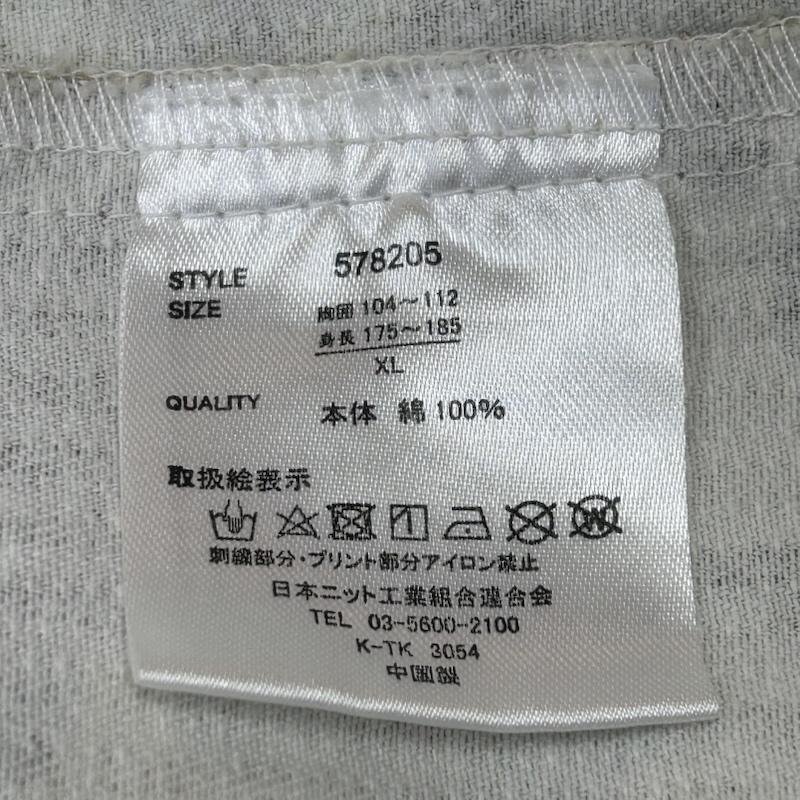 STYLE 578205
SIZE 胸囲 104～112
身長 175～185
XL
QUALITY 本体 綿 100%
取扱絵表示
W
刺繍部分・プリント部分アイロン禁止
日本ニット工業組合連合会
TEL 03-5600-2100
K-TK 3054
中国製